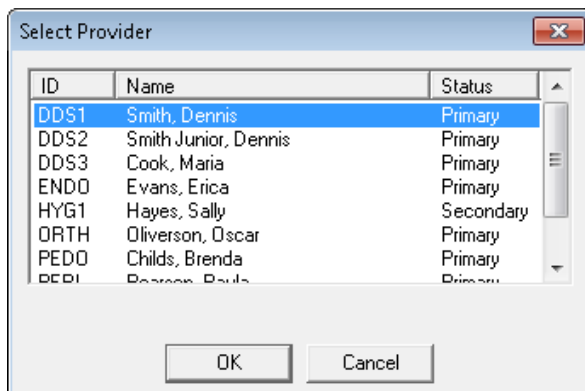 Select Provider
ID Name Status
DDS1 Smith, Dennis Primary
DDS2 Smith Junior, Dennis Primary
DDS3 Cook, Maria Primary
ENDO Evans, Erica Primary
HYG1 Hayes, Sally Secondary
ORTH Oliverson, Oscar Primary
PEDO Childs, Brenda Primary
Primary
OK Cancel